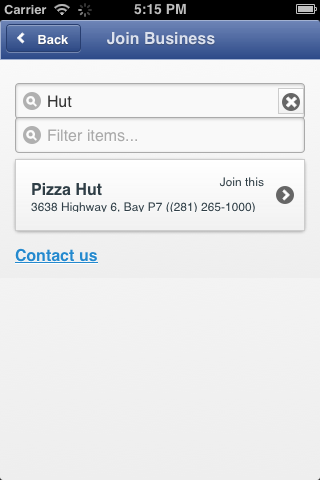 Carrier 5:15 PM
Back Join Business
Hut
Filter items...
Join this
Pizza Hut
3638 Highway 6, Bay P7 ((281) 265-1000)
Contact us